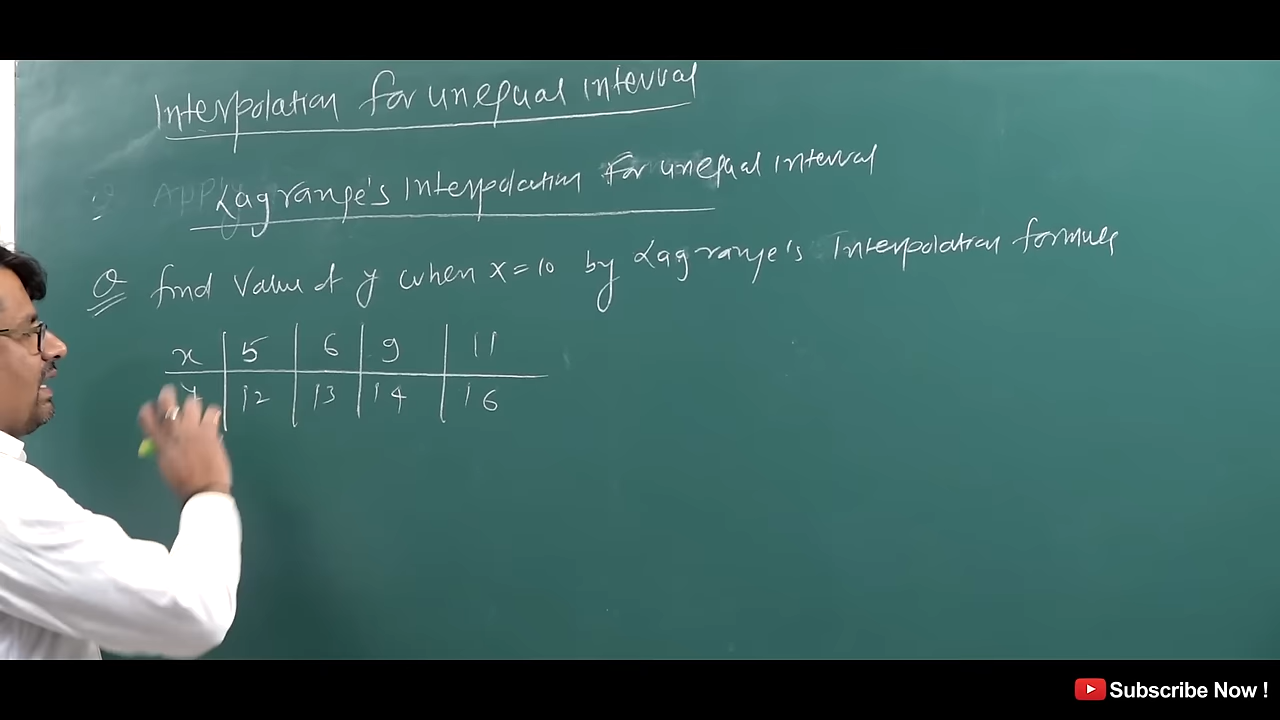 Interpolation for unequal interval
Lagrange's Interpolation for unequal interval
Q find Value of y when x=10 by Lagrange's Interpolation formula
x 5 6 9 11
y 12 13 14 16
Subscribe Now !